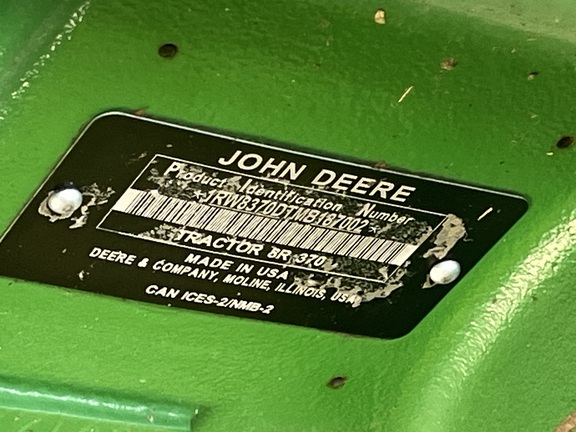 JOHN DEERE
Product Identification Number
*JRW8370DTMB187002*
TRACTOR 8R 370
MADE IN USA
DEERE & COMPANY, MOLINE, ILLINOIS, USA
CAN ICES-2/NMB-2